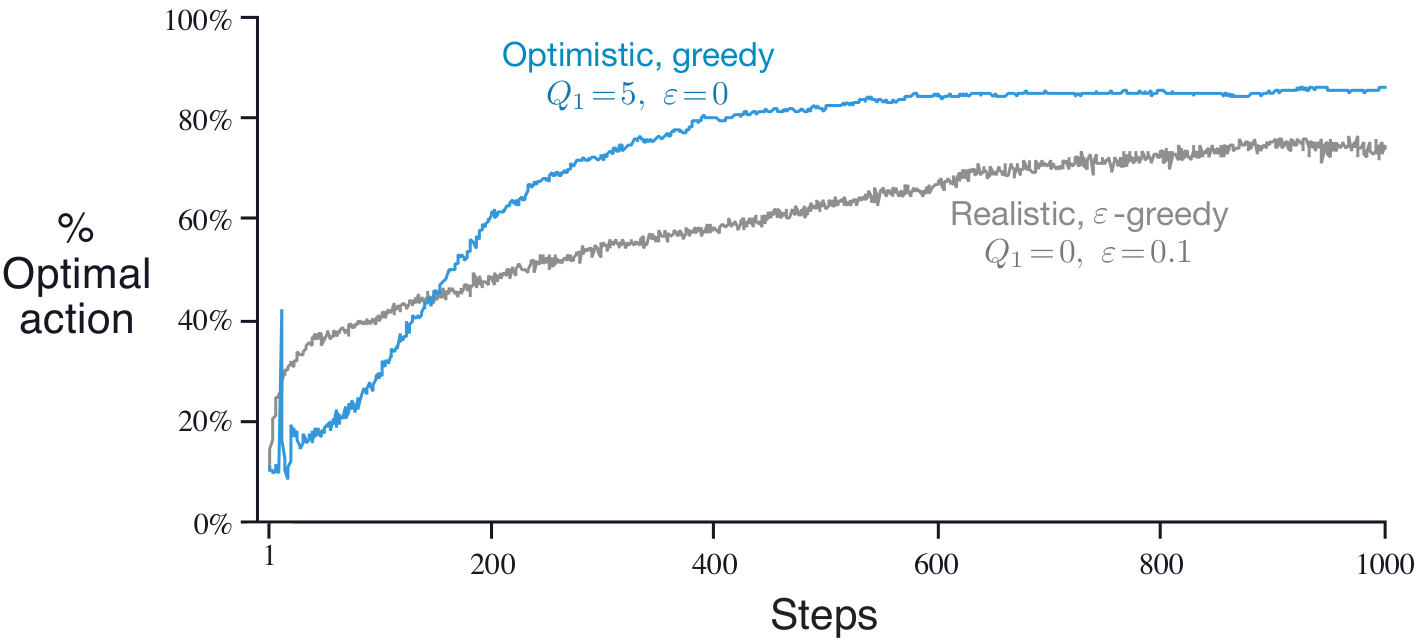 100%
Optimistic, greedy
Q₁=5, ε=0
80%
60%
%
Optimal
action
Realistic, ε-greedy
Q₁=0, ε=0.1
40%
20%
0%
1
200
400
600
800
1000
Steps